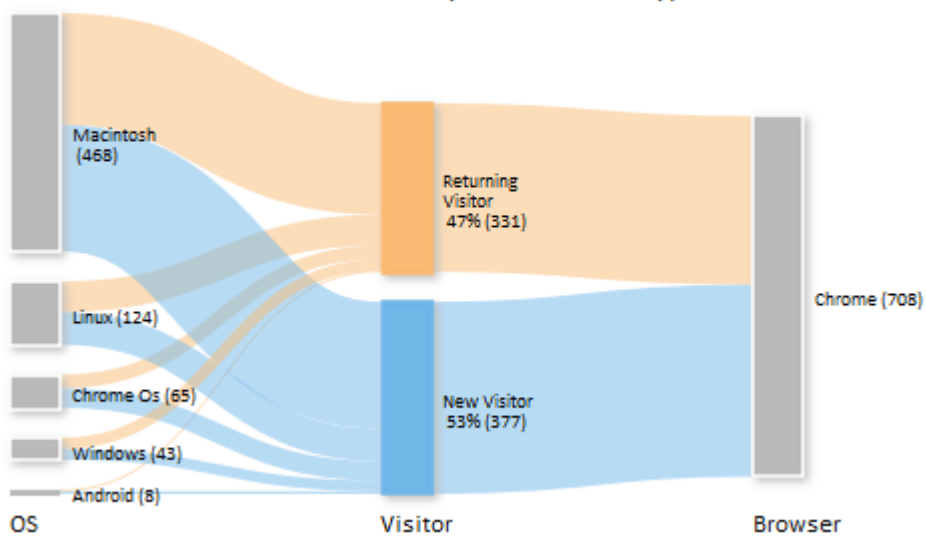 Macintosh
(468)
Returning
Visitor
47% (331)
Chrome (708)
Linux (124)
Chrome Os (65)
New Visitor
53% (377)
Windows (43)
Android (8)
OS
Visitor
Browser